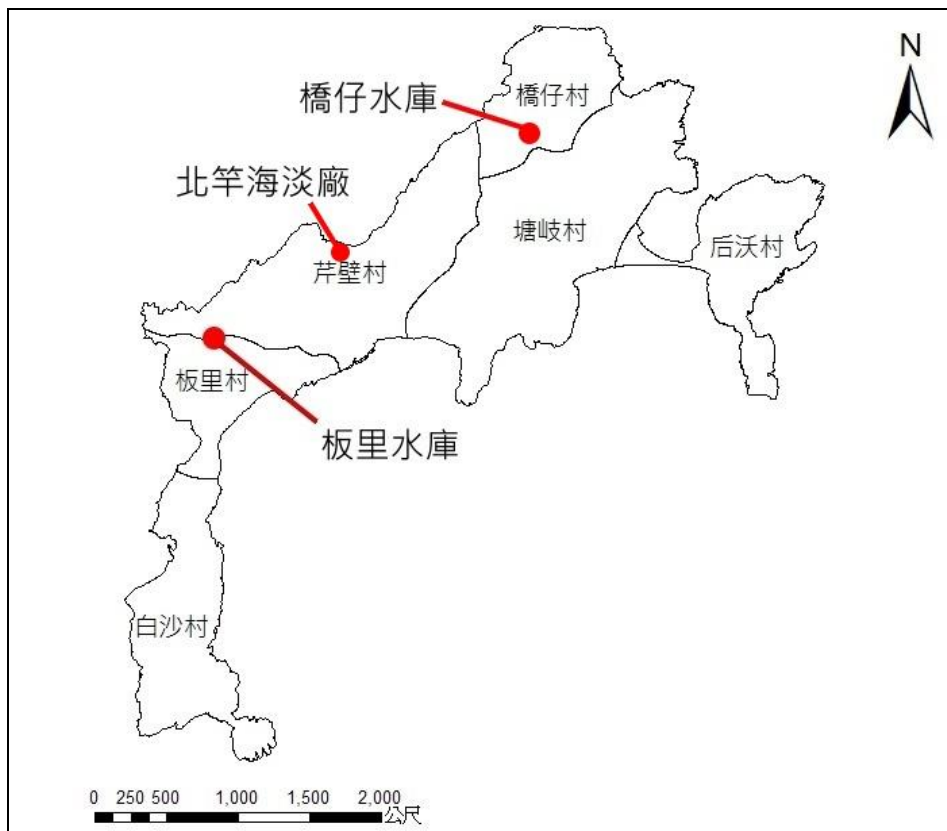 N
橋仔水庫
橋仔村
北竿海淡廠
塘岐村
后沃村
芹壁村
板里村
板里水庫
白沙村
0 250 500 1,000 1,500 2,000
公尺